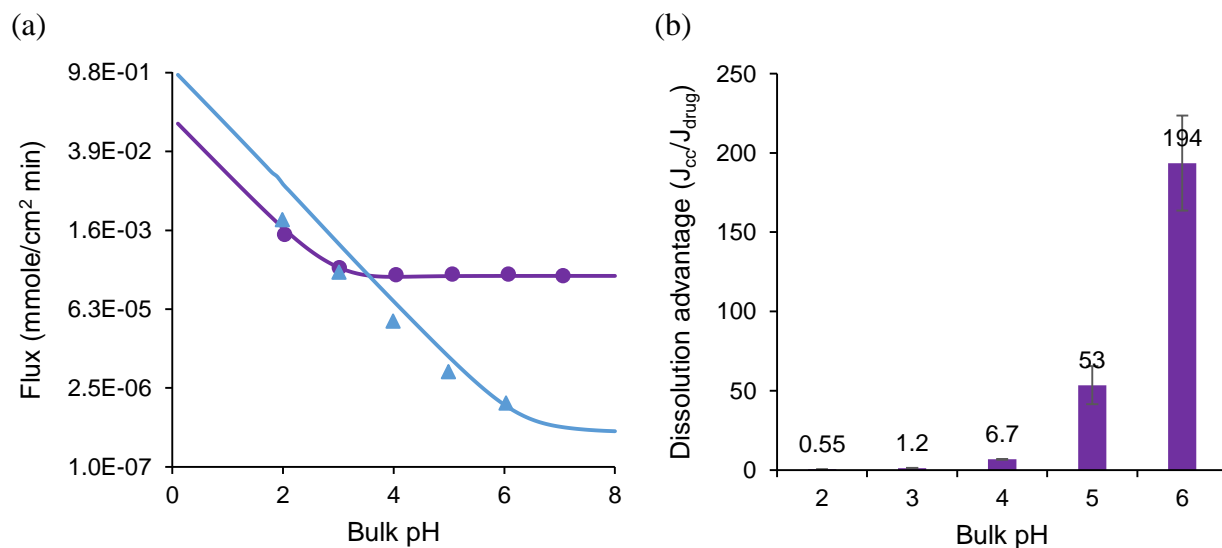 (a)
9.8E-01
3.9E-02
1.6E-03
6.3E-05
2.5E-06
1.0E-07
Flux (mmole/cm² min)
0 2 4 6 8
Bulk pH
(b)
250
200
150
100
50
0
Dissolution advantage (J_cc/J_drug)
0.55
1.2
6.7
53
194
2 3 4 5 6
Bulk pH